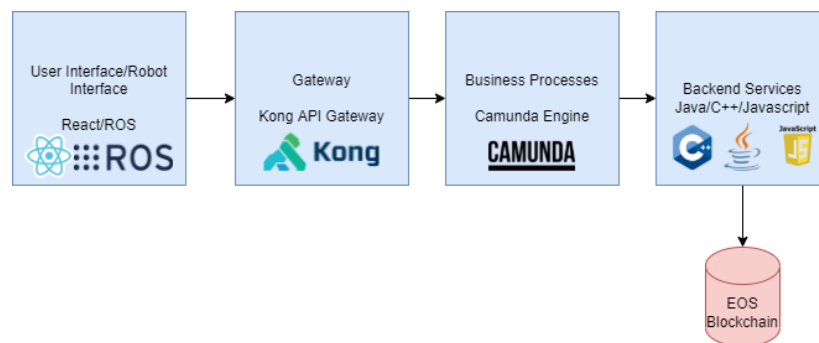 User Interface/Robot
Interface
React/ROS
ROS
Gateway
Kong API Gateway
Kong
Business Processes
Camunda Engine
CAMUNDA
Backend Services
Java/C++/Javascript
C++
Java
JavaScript
JS
EOS
Blockchain